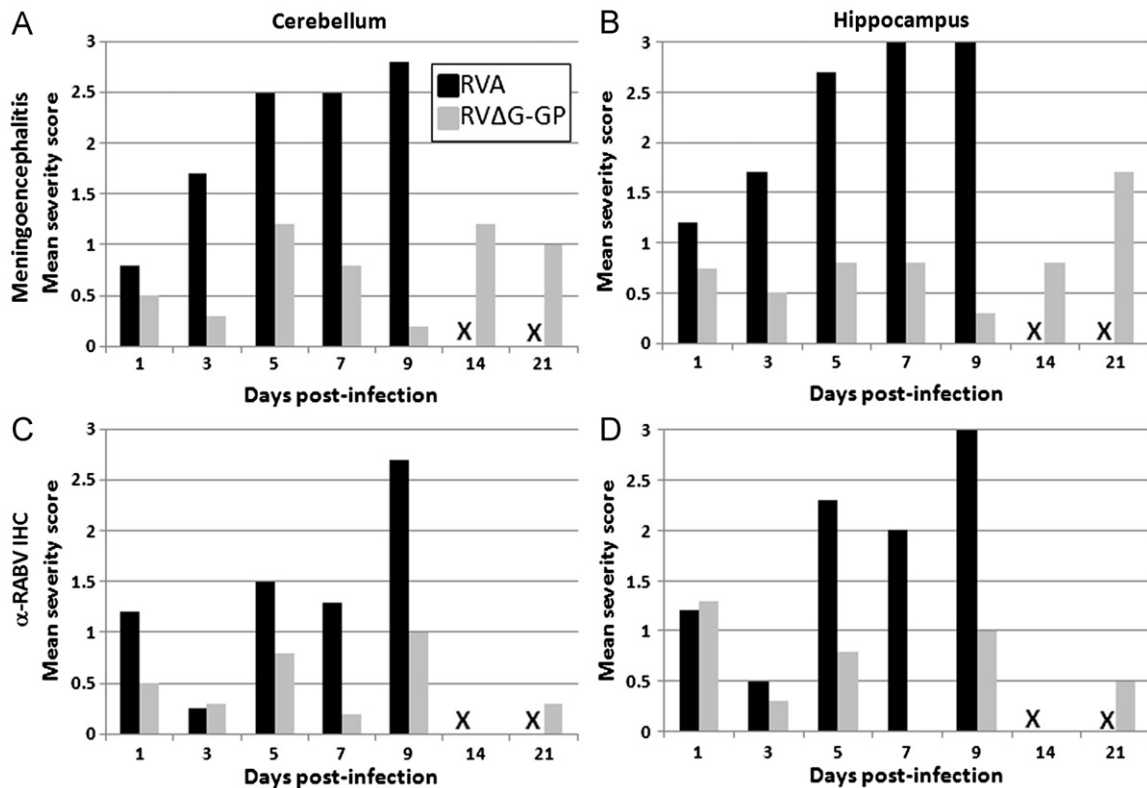 A
Cerebellum
B
Hippocampus
Meningoencephalitis
Mean severity score
3
2.5
2
1.5
1
0.5
0
RVA
RVΔG-GP
X
X
1 3 5 7 9 14 21
Days post-infection
Mean severity score
3
2.5
2
1.5
1
0.5
0
X
X
1 3 5 7 9 14 21
Days post-infection
C
D
α-RABV IHC
Mean severity score
3
2.5
2
1.5
1
0.5
0
X
X
1 3 5 7 9 14 21
Days post-infection
Mean severity score
3
2.5
2
1.5
1
0.5
0
X
X
1 3 5 7 9 14 21
Days post-infection